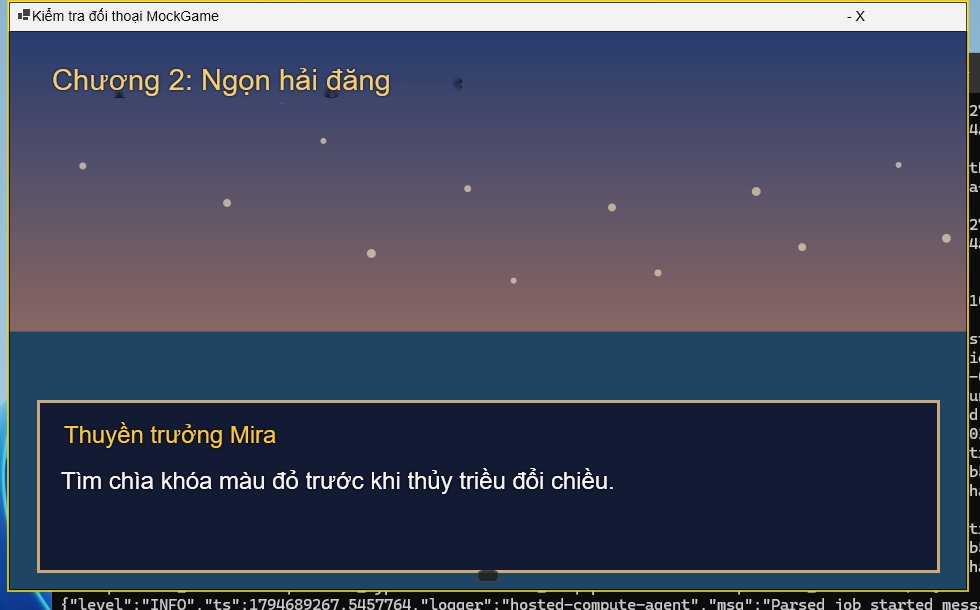 Kiểm tra đối thoại MockGame
- X
Chương 2: Ngọn hải đăng
Thuyền trưởng Mira
Tìm chìa khóa màu đỏ trước khi thủy triều đổi chiều.
{"level":"INFO","ts":1794689267.5457764,"logger":"hosted-compute-agent","msg":"Parsed job started mes